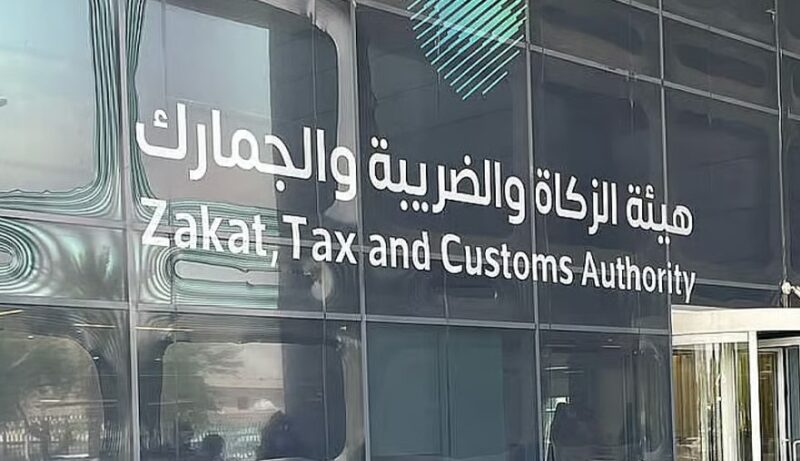 هيئة الزكاة والضريبة والجمارك
Zakat, Tax and Customs Authority